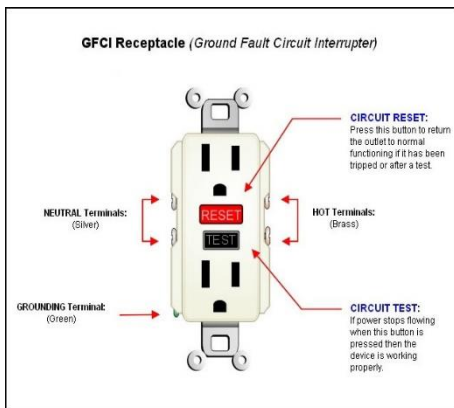 GFCI Receptacle (Ground Fault Circuit Interrupter)
CIRCUIT RESET:
Press this button to return
the outlet to normal
functioning if it has been
tripped or after a test.
RESET
NEUTRAL Terminals:
(Silver)
HOT Terminals:
(Brass)
TEST
GROUNDING Terminal:
(Green)
CIRCUIT TEST:
If power stops flowing
when this button is
pressed then the
device is working
properly.